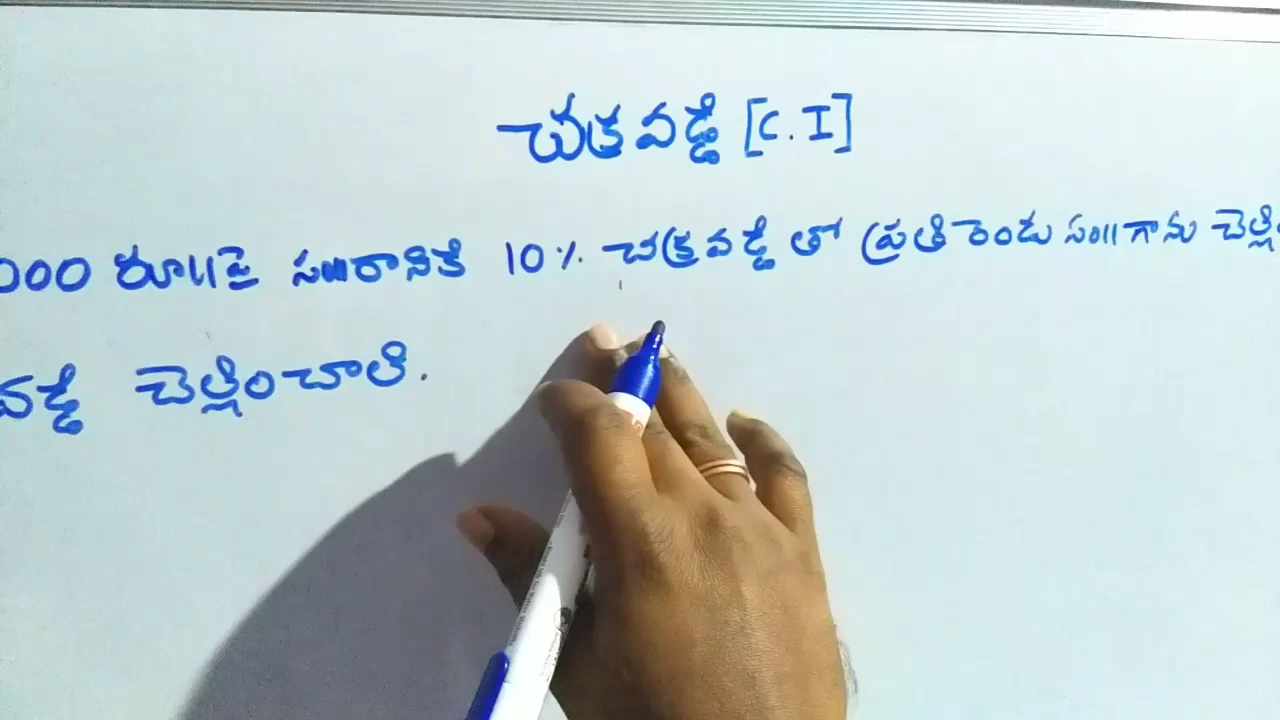 చక్రవడ్డీ [C.I]
000 రూ॥పై సం॥రానికి 10% చక్రవడ్డీ తో ప్రతి రెండు సం॥గాను చెల్లి
వడ్డీ చెల్లించాలి.